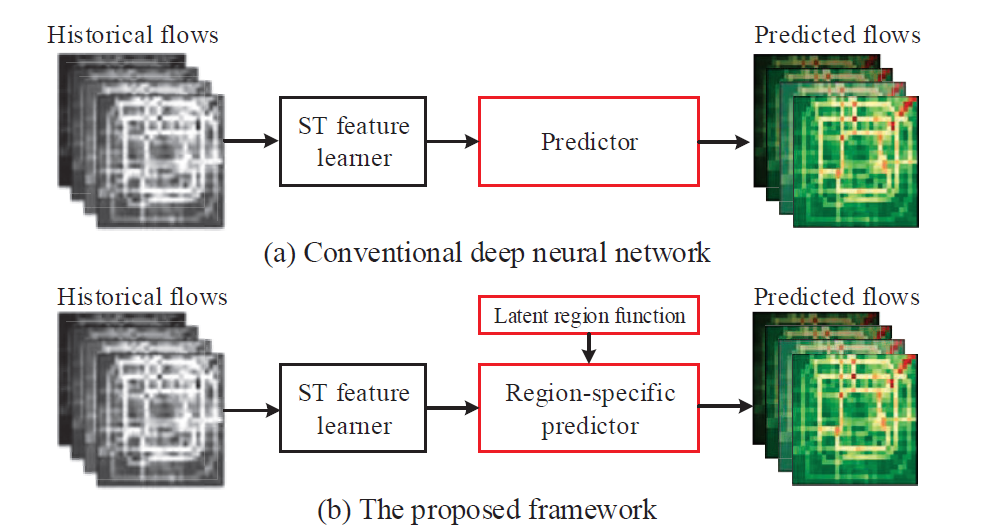 Historical flows
Predicted flows
ST feature
learner
Predictor
(a) Conventional deep neural network
Historical flows
Predicted flows
Latent region function
ST feature
learner
Region-specific
predictor
(b) The proposed framework